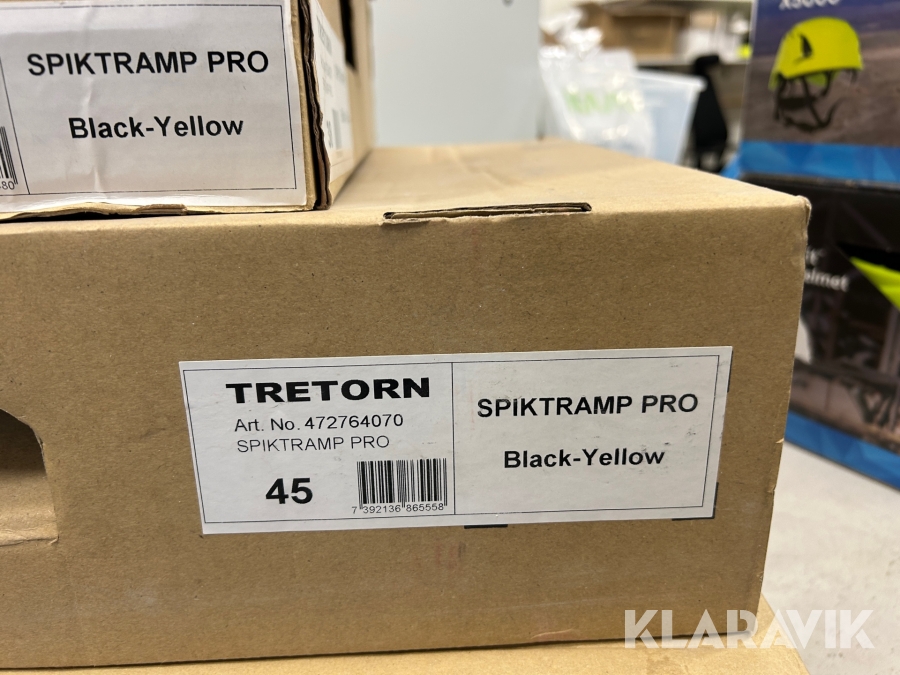 X5000
SPIKTRAMP PRO
Black-Yellow
TRETORN
Art. No. 472764070
SPIKTRAMP PRO
45
7 392136 865558
SPIKTRAMP PRO
Black-Yellow
KLARAVIK